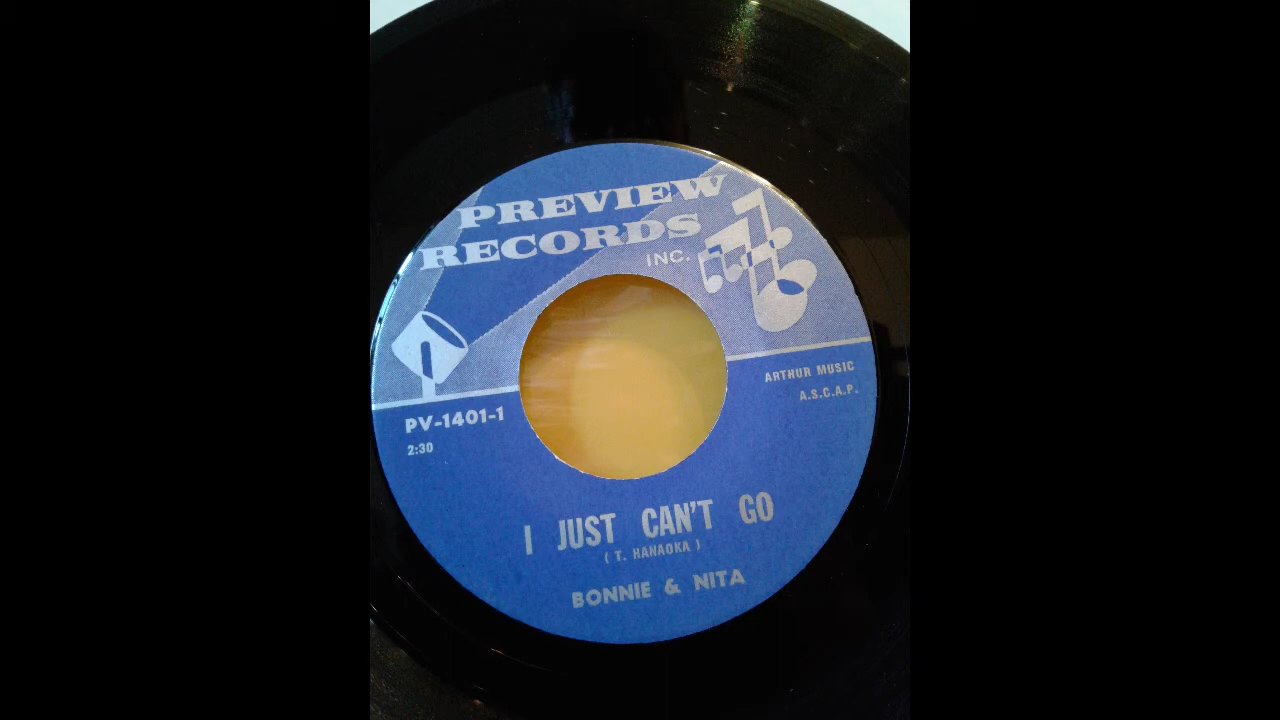 PREVIEW
RECORDS
INC.
ARTHUR MUSIC
A.S.C.A.P.
PV-1401-1
2:30
I JUST CAN'T GO
( T. HANAOKA )
BONNIE & NITA